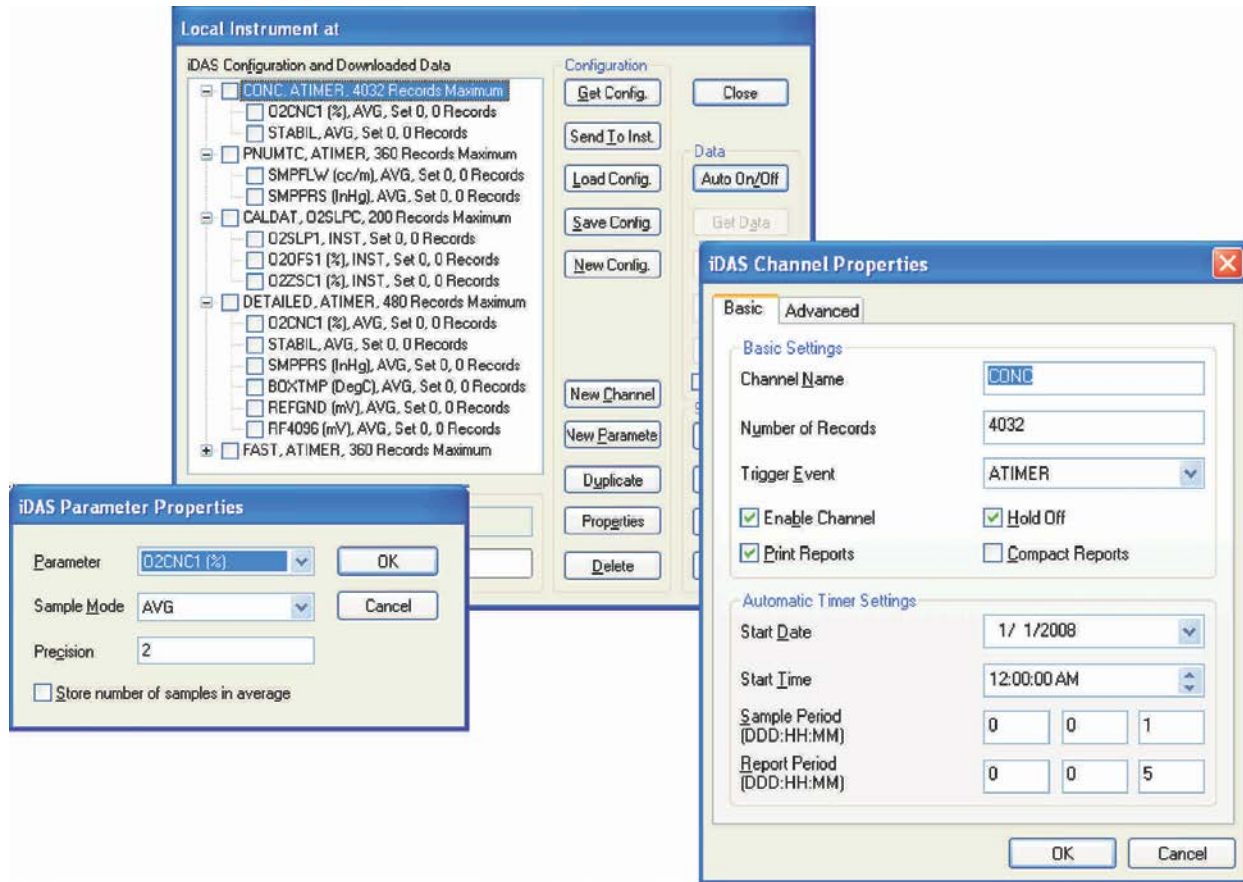 Local Instrument at
iDAS Configuration and Downloaded Data
CONC, ATIMER, 4032 Records Maximum
O2CNC1 (%), AVG, Set 0, 0 Records
STABIL, AVG, Set 0, 0 Records
PNUMTC, ATIMER, 360 Records Maximum
SMPFLW (cc/m), AVG, Set 0, 0 Records
SMPPRS (InHg), AVG, Set 0, 0 Records
CALDAT, O2SLPC, 200 Records Maximum
O2SLP1, INST, Set 0, 0 Records
O2OFS1 (%), INST, Set 0, 0 Records
O2ZSC1 (%), INST, Set 0, 0 Records
DETAILED, ATIMER, 480 Records Maximum
O2CNC1 (%), AVG, Set 0, 0 Records
STABIL, AVG, Set 0, 0 Records
SMPPRS (InHg), AVG, Set 0, 0 Records
BOXTMP (DegC), AVG, Set 0, 0 Records
REFGND (mV), AVG, Set 0, 0 Records
RF4096 (mV), AVG, Set 0, 0 Records
FAST, ATIMER, 360 Records Maximum
Configuration
Get Config.
Send To Inst.
Load Config.
Save Config.
New Config.
New Channel
New Paramete
Duplicate
Properties
Delete
Close
Data
Auto On/Off
Get Data
iDAS Parameter Properties
Parameter O2CNC1 (%) OK
Sample Mode AVG Cancel
Precision 2
Store number of samples in average
iDAS Channel Properties
Basic Advanced
Basic Settings
Channel Name CONC
Number of Records 4032
Trigger Event ATIMER
Enable Channel Hold Off
Print Reports Compact Reports
Automatic Timer Settings
Start Date 1/ 1/2008
Start Time 12:00:00 AM
Sample Period
(DDD:HH:MM) 0 0 1
Report Period
(DDD:HH:MM) 0 0 5
OK Cancel